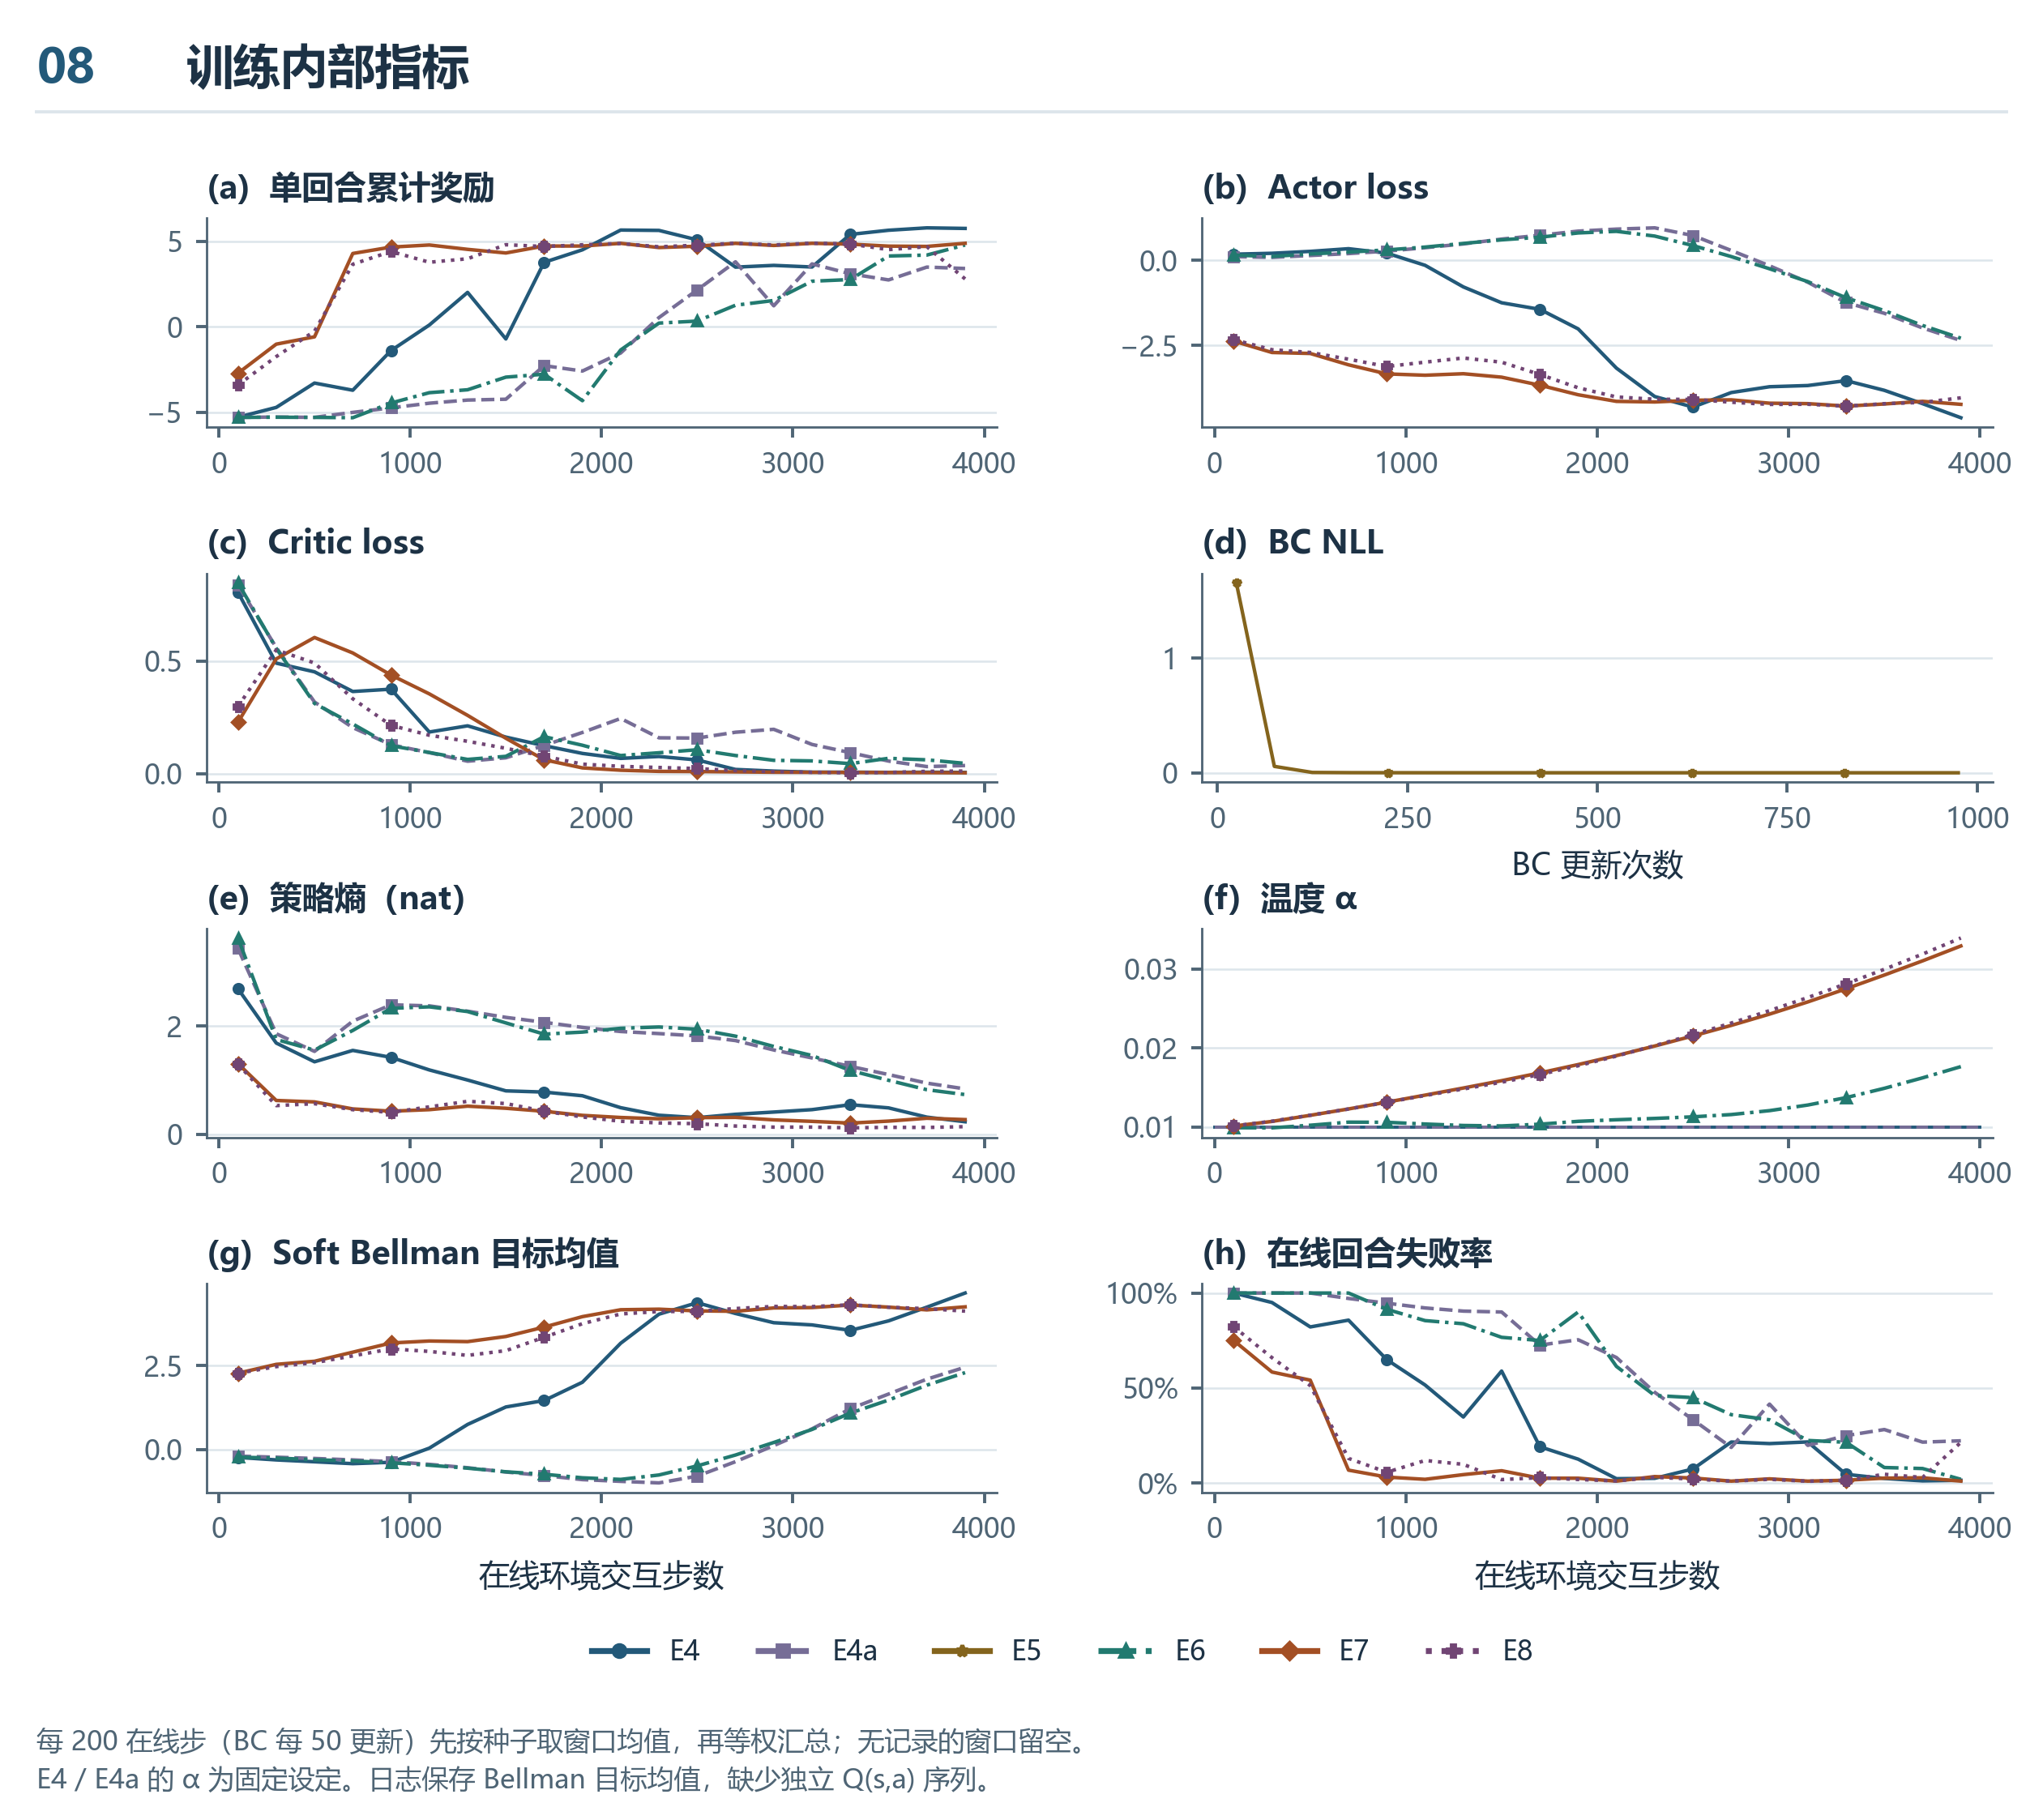 08 训练内部指标
(a) 单回合累计奖励
5
0
−5
0 1000 2000 3000 4000
(b) Actor loss
0.0
−2.5
0 1000 2000 3000 4000
(c) Critic loss
0.5
0.0
0 1000 2000 3000 4000
(d) BC NLL
1
0
0 250 500 750 1000
BC 更新次数
(e) 策略熵（nat）
2
0
0 1000 2000 3000 4000
(f) 温度 α
0.03
0.02
0.01
0 1000 2000 3000 4000
(g) Soft Bellman 目标均值
2.5
0.0
0 1000 2000 3000 4000
在线环境交互步数
(h) 在线回合失败率
100%
50%
0%
0 1000 2000 3000 4000
在线环境交互步数
E4 E4a E5 E6 E7 E8
每 200 在线步（BC 每 50 更新）先按种子取窗口均值，再等权汇总；无记录的窗口留空。
E4 / E4a 的 α 为固定设定。日志保存 Bellman 目标均值，缺少独立 Q(s,a) 序列。